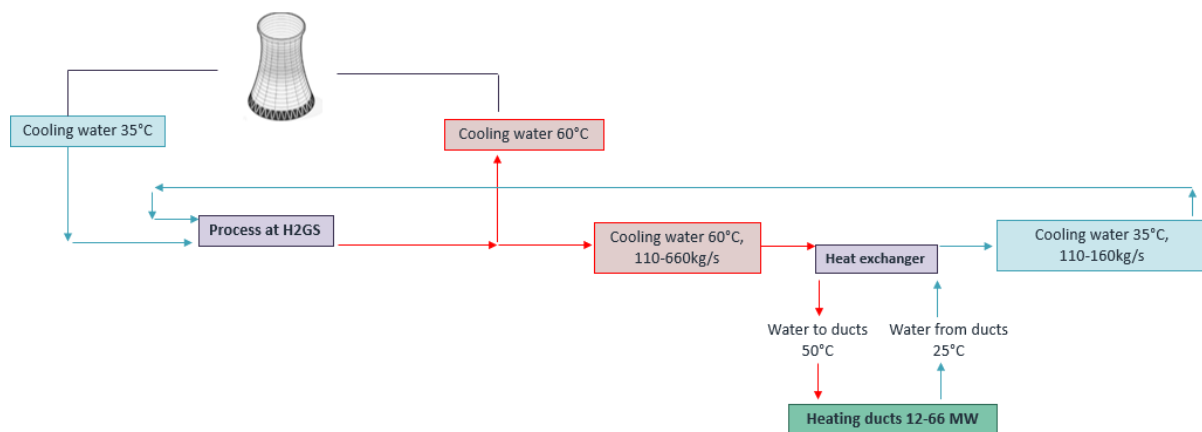 Cooling water 35°C
Cooling water 60°C
Process at H2GS
Cooling water 60°C,
110-660kg/s
Heat exchanger
Cooling water 35°C,
110-160kg/s
Water to ducts
50°C
Water from ducts
25°C
Heating ducts 12-66 MW